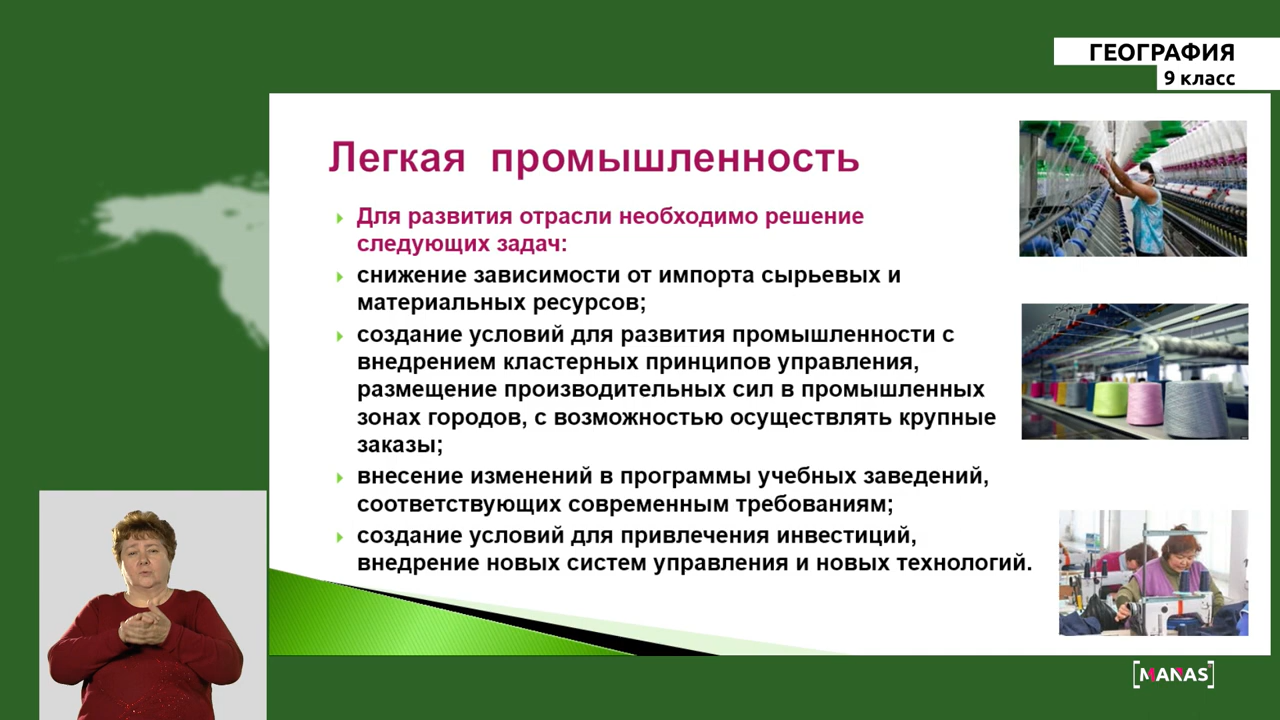 ГЕОГРАФИЯ
9 класс
Легкая промышленность
Для развития отрасли необходимо решение
следующих задач:
снижение зависимости от импорта сырьевых и
материальных ресурсов;
создание условий для развития промышленности с
внедрением кластерных принципов управления,
размещение производительных сил в промышленных
зонах городов, с возможностью осуществлять крупные
заказы;
внесение изменений в программы учебных заведений,
соответствующих современным требованиям;
создание условий для привлечения инвестиций,
внедрение новых систем управления и новых технологий.
[MANAS]